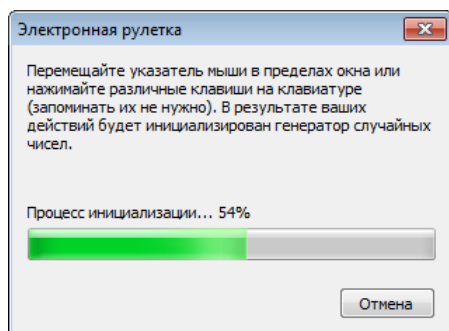 Электронная рулетка
Перемещайте указатель мыши в пределах окна или
нажимайте различные клавиши на клавиатуре
(запоминать их не нужно). В результате ваших
действий будет инициализирован генератор случайных
чисел.
Процесс инициализации... 54%
Отмена